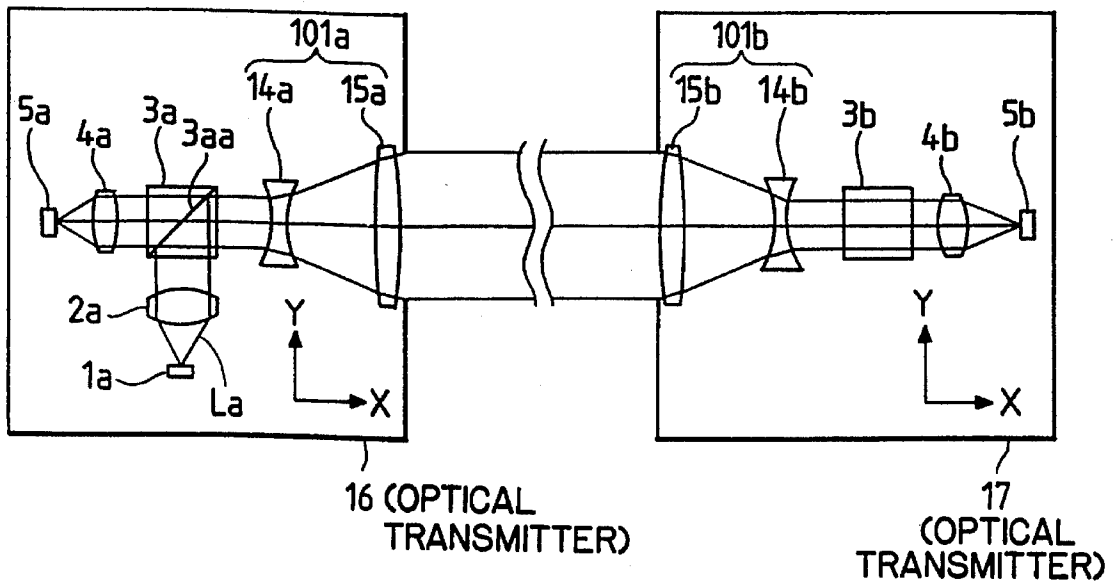 101a
14a 15a
5a 4a 3a 3aa
2a
1a
La
Y
X
16 (OPTICAL
TRANSMITTER)
101b
15b 14b
3b 4b 5b
Y
X
17
(OPTICAL
TRANSMITTER)